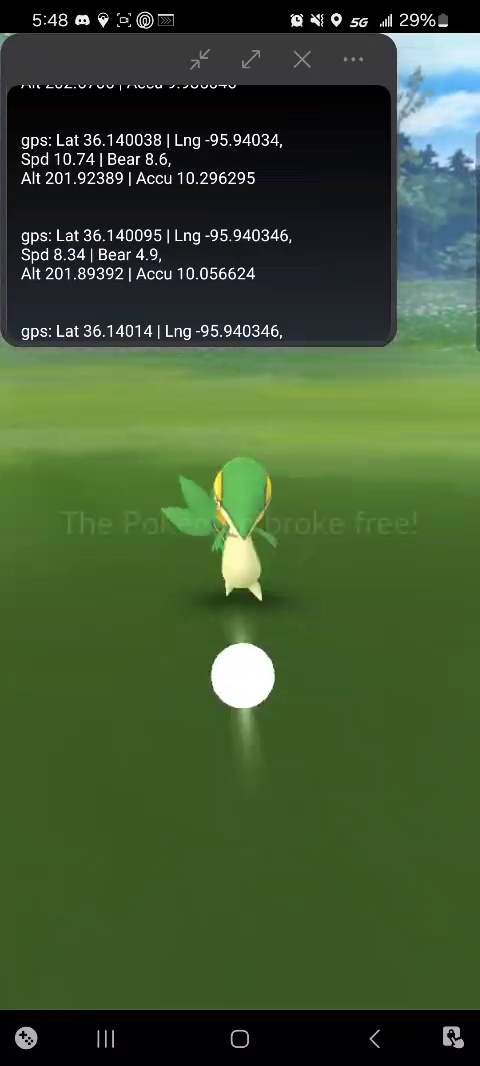 5:48
5G
29%
gps: Lat 36.140038 | Lng -95.94034,
Spd 10.74 | Bear 8.6,
Alt 201.92389 | Accu 10.296295
gps: Lat 36.140095 | Lng -95.940346,
Spd 8.34 | Bear 4.9,
Alt 201.89392 | Accu 10.056624
gps: Lat 36.14014 | Lng -95.940346,
The Pokémon broke free!